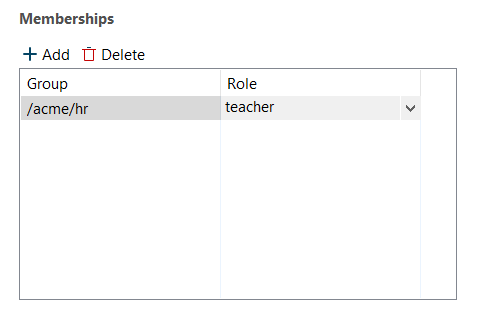 Memberships
Add Delete
Group Role
/acme/hr teacher